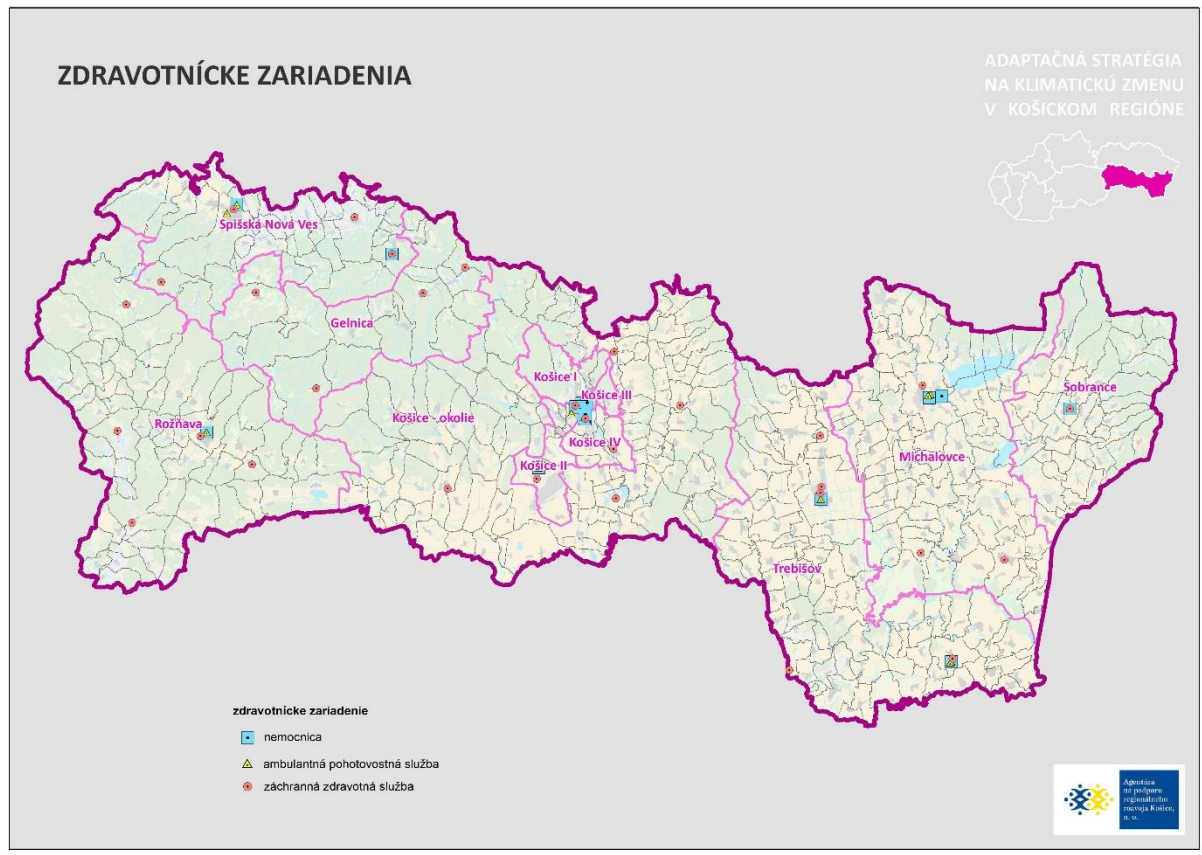 ZDRAVOTNÍCKE ZARIADENIA
ADAPTAČNÁ STRATÉGIA
NA KLIMATICKÚ ZMENU
V KOŠICKOM REGIÓNE
Spišská Nová Ves
Gelnica
Košice I
Košice III
Sobrance
Rožňava
Košice - okolie
Košice IV
Michalovce
Košice II
Trebišov
zdravotnícke zariadenie
nemocnica
ambulantná pohotovostná služba
záchranná zdravotná služba
Agentúra
na podporu
regionálneho
rozvoja Košice,
n. o.